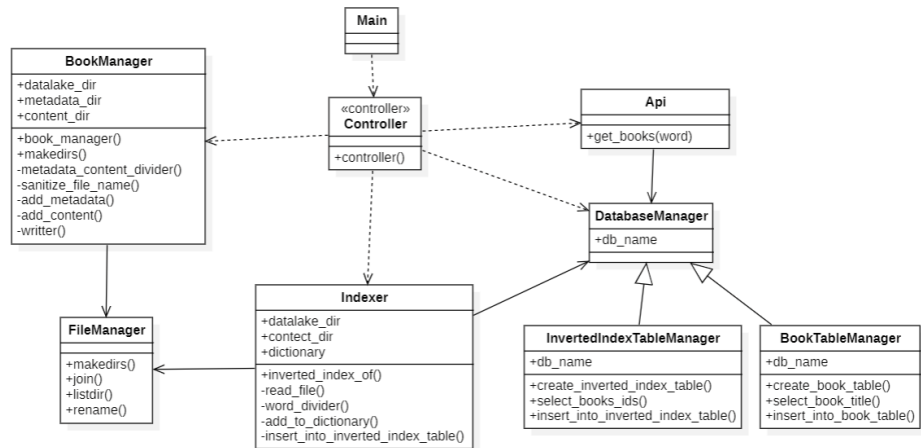 Main
BookManager
+datalake_dir
+metadata_dir
+content_dir
+book_manager()
+makedirs()
-metadata_content_divider()
-sanitize_file_name()
-add_metadata()
-add_content()
-writter()
«controller»
Controller
+controller()
Api
+get_books(word)
DatabaseManager
+db_name
FileManager
+makedirs()
+join()
+listdir()
+rename()
Indexer
+datalake_dir
+contect_dir
+dictionary
+inverted_index_of()
-read_file()
-word_divider()
-add_to_dictionary()
-insert_into_inverted_index_table()
InvertedIndexTableManager
+db_name
+create_inverted_index_table()
+select_books_ids()
+insert_into_inverted_index_table()
BookTableManager
+db_name
+create_book_table()
+select_book_title()
+insert_into_book_table()